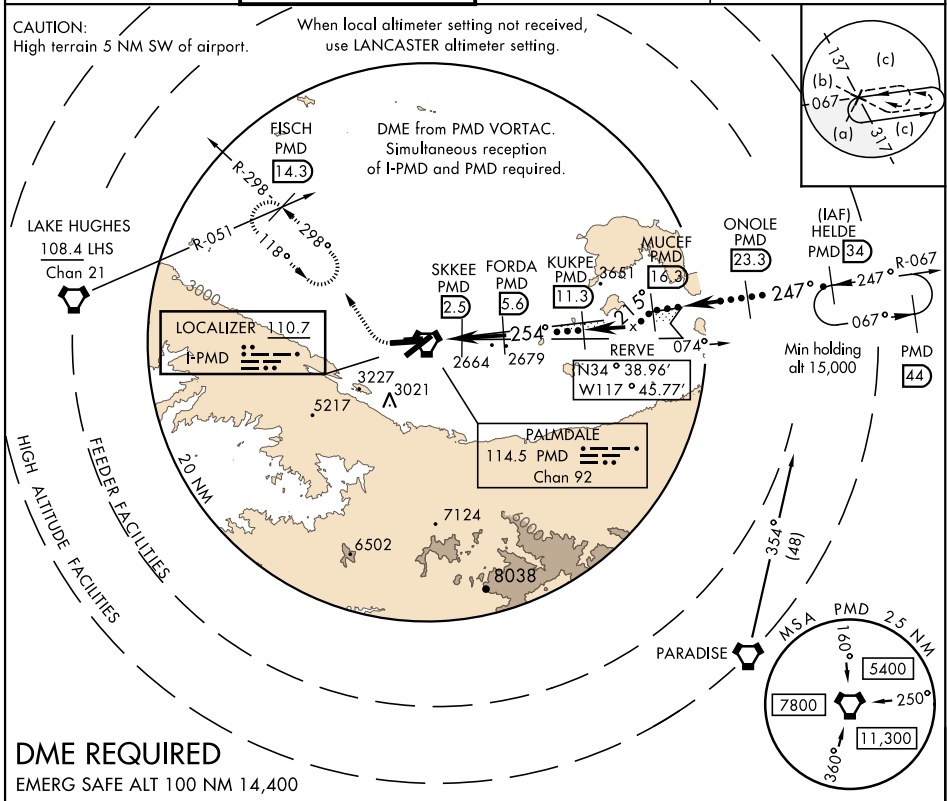 CAUTION:
High terrain 5 NM SW of airport.
When local altimeter setting not received,
use LANCASTER altimeter setting.
137
(c)
(b)
067
(a)
(c)
317
FISCH
PMD
14.3
DME from PMD VORTAC.
Simultaneous reception
of I-PMD and PMD required.
R-298
R-051
298°
118°
LAKE HUGHES
108.4 LHS
Chan 21
3000
SKKEE
PMD
2.5
FORDA
PMD
5.6
KUKPE
PMD
11.3
3651
MUCEF
PMD
16.3
ONOLE
PMD
23.3
(IAF)
HELDE
PMD 34
R-067
247°
247°
067°
215°
254°
074°
LOCALIZER 110.7
I-PMD
2664
2679
RERVE
N34° 38.96'
W117° 45.77'
Min holding
alt 15,000
PMD
44
3227
3021
5217
PALMDALE
114.5 PMD
Chan 92
20 NM
HIGH ALTITUDE FACILITIES
FEEDER FACILITIES
7124
6000
6502
8038
354°
(48)
PARADISE
MSA PMD 25 NM
160°
5400
7800
250°
11,300
360°
DME REQUIRED
EMERG SAFE ALT 100 NM 14,400